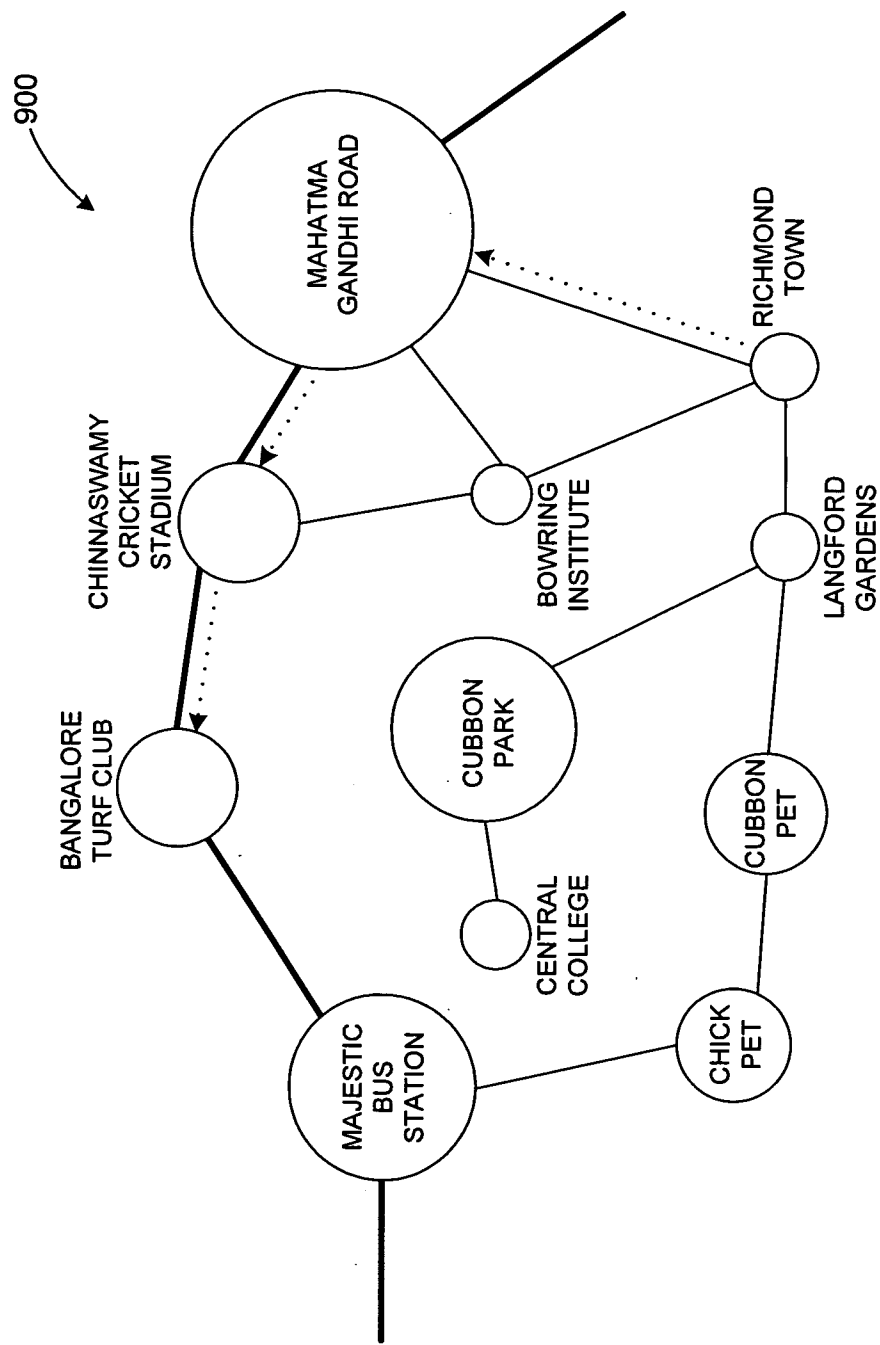 900
MAHATMA
GANDHI ROAD
CHINNASWAMY
CRICKET
STADIUM
BANGALORE
TURF CLUB
MAJESTIC
BUS
STATION
RICHMOND
TOWN
BOWRING
INSTITUTE
LANGFORD
GARDENS
CUBBON
PARK
CENTRAL
COLLEGE
CUBBON
PET
CHICK
PET